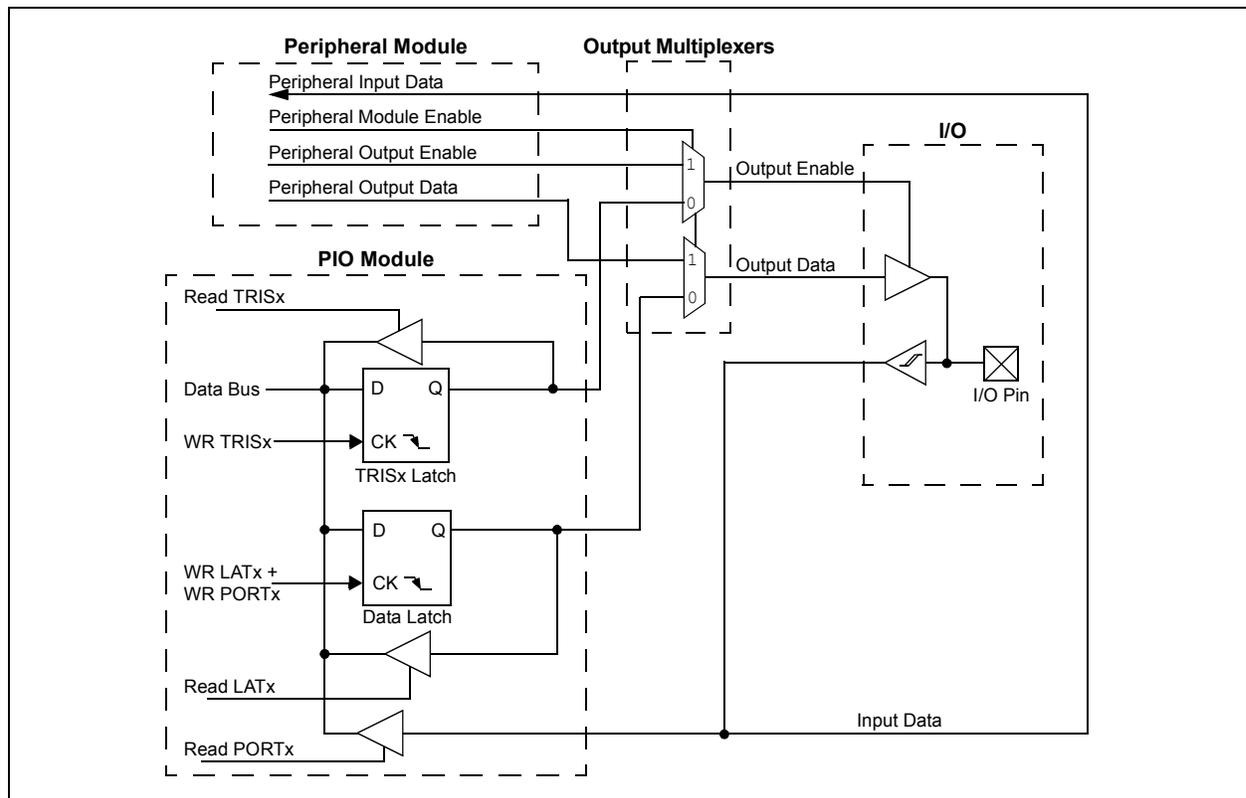 Peripheral Module
Output Multiplexers
Peripheral Input Data
Peripheral Module Enable
Peripheral Output Enable
Peripheral Output Data
1
0
Output Enable
I/O
1
0
Output Data
I/O Pin
PIO Module
Read TRISx
Data Bus
D
Q
WR TRISx
CK
TRISx Latch
D
Q
WR LATx +
WR PORTx
CK
Data Latch
Read LATx
Read PORTx
Input Data